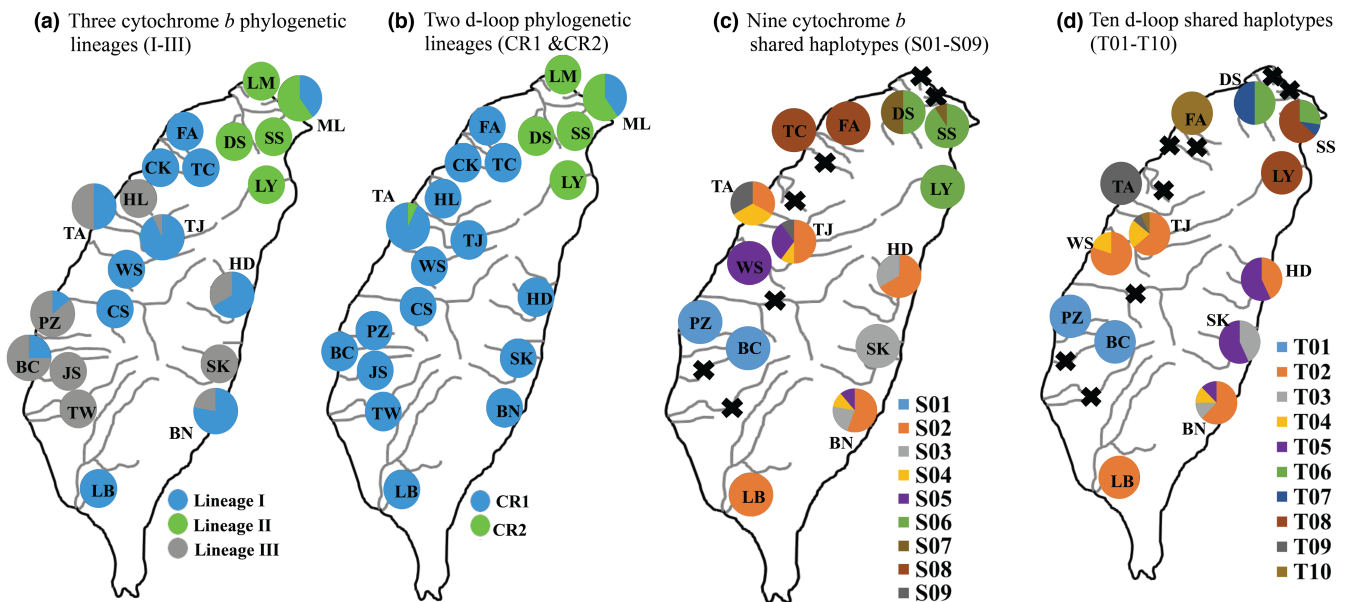 (a) Three cytochrome b phylogenetic
lineages (I-III)
LM
ML
FA
DS
SS
CK
TC
LY
HL
TA
TJ
WS
HD
CS
PZ
BC
JS
SK
TW
BN
LB
Lineage I
Lineage II
Lineage III
(b) Two d-loop phylogenetic
lineages (CR1 &CR2)
LM
ML
FA
DS
SS
CK
TC
LY
TA
HL
TJ
WS
HD
CS
PZ
BC
JS
SK
TW
BN
LB
CR1
CR2
(c) Nine cytochrome b
shared haplotypes (S01-S09)
TC
FA
DS
SS
LY
TA
TJ
WS
HD
PZ
BC
SK
BN
LB
S01
S02
S03
S04
S05
S06
S07
S08
S09
(d) Ten d-loop shared haplotypes
(T01-T10)
DS
FA
SS
TA
LY
WS
TJ
HD
PZ
BC
SK
BN
LB
T01
T02
T03
T04
T05
T06
T07
T08
T09
T10